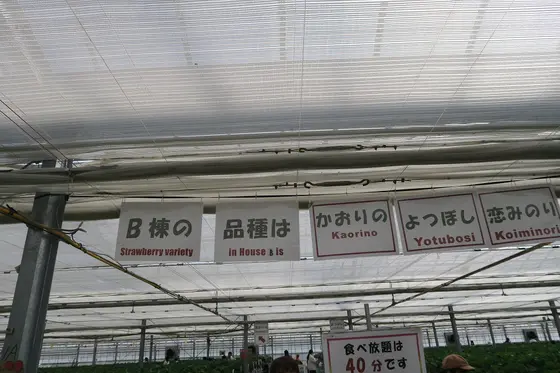 B棟の
Strawberry variety
品種は
in House B is
かおりの
Kaorino
よつぼし
Yotubosi
恋みのり
Koiminori
食べ放題は
40分です